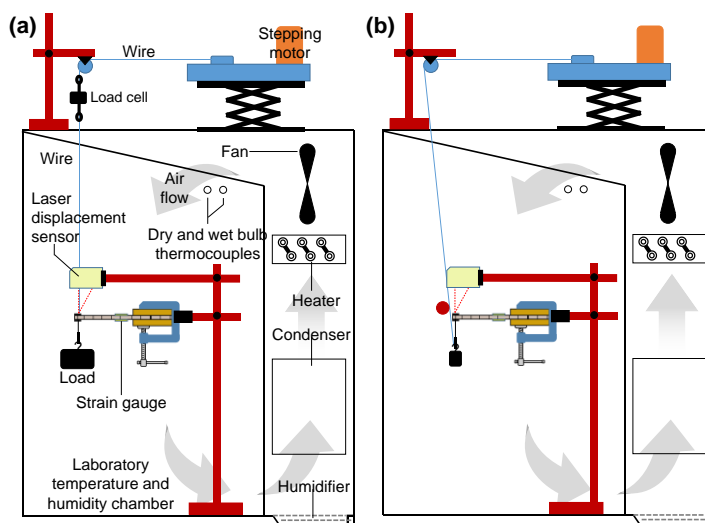 (a)
Wire
Stepping
motor
(b)
Load cell
Wire
Fan
Air
flow
Laser
displacement
sensor
Dry and wet bulb
thermocouples
Heater
Condenser
Load
Strain gauge
Laboratory
temperature and
humidity chamber
Humidifier